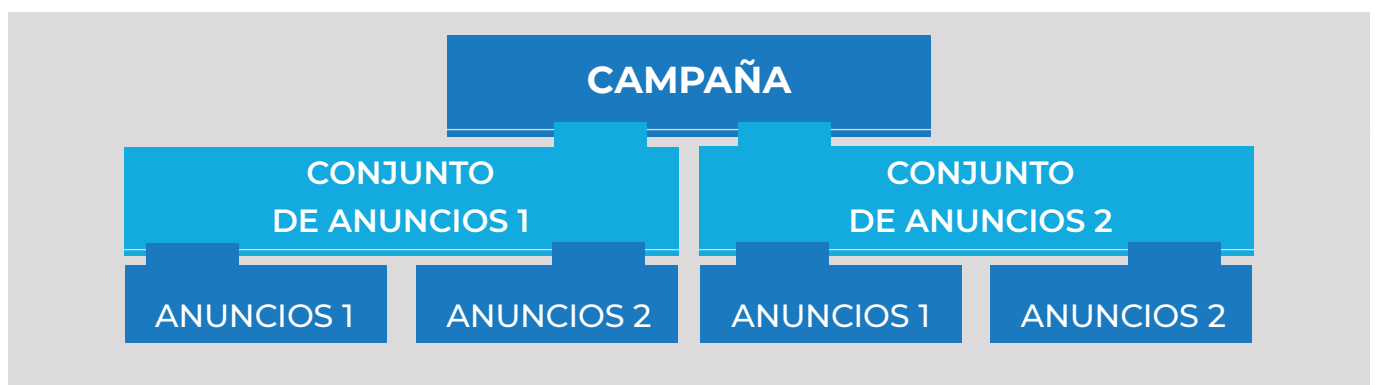 CAMPAÑA
CONJUNTO
DE ANUNCIOS 1
CONJUNTO
DE ANUNCIOS 2
ANUNCIOS 1
ANUNCIOS 2
ANUNCIOS 1
ANUNCIOS 2